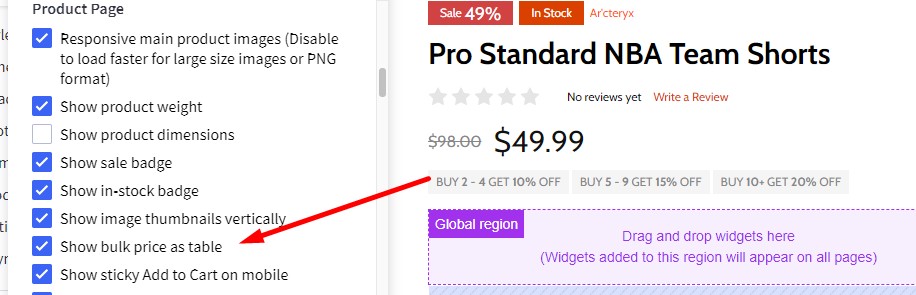 Product Page
Responsive main product images (Disable
to load faster for large size images or PNG
format)
Show product weight
Show product dimensions
Show sale badge
Show in-stock badge
Show image thumbnails vertically
Show bulk price as table
Show sticky Add to Cart on mobile
Sale 49%
In Stock
Arc'teryx
Pro Standard NBA Team Shorts
No reviews yet
Write a Review
$98.00 $49.99
BUY 2 - 4 GET 10% OFF
BUY 5 - 9 GET 15% OFF
BUY 10+ GET 20% OFF
Global region
Drag and drop widgets here
(Widgets added to this region will appear on all pages)